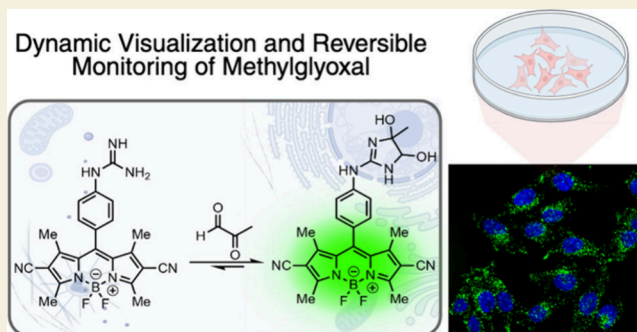 Dynamic Visualization and Reversible
Monitoring of Methylglyoxal
NH
HN
NH2
Me
Me
NC
CN
N
N
B
⊖
⊕
Me
F
F
Me
H
O
O
HO
OH
N
HN
N
H
Me
Me
NC
CN
N
N
B
⊖
⊕
Me
F
F
Me